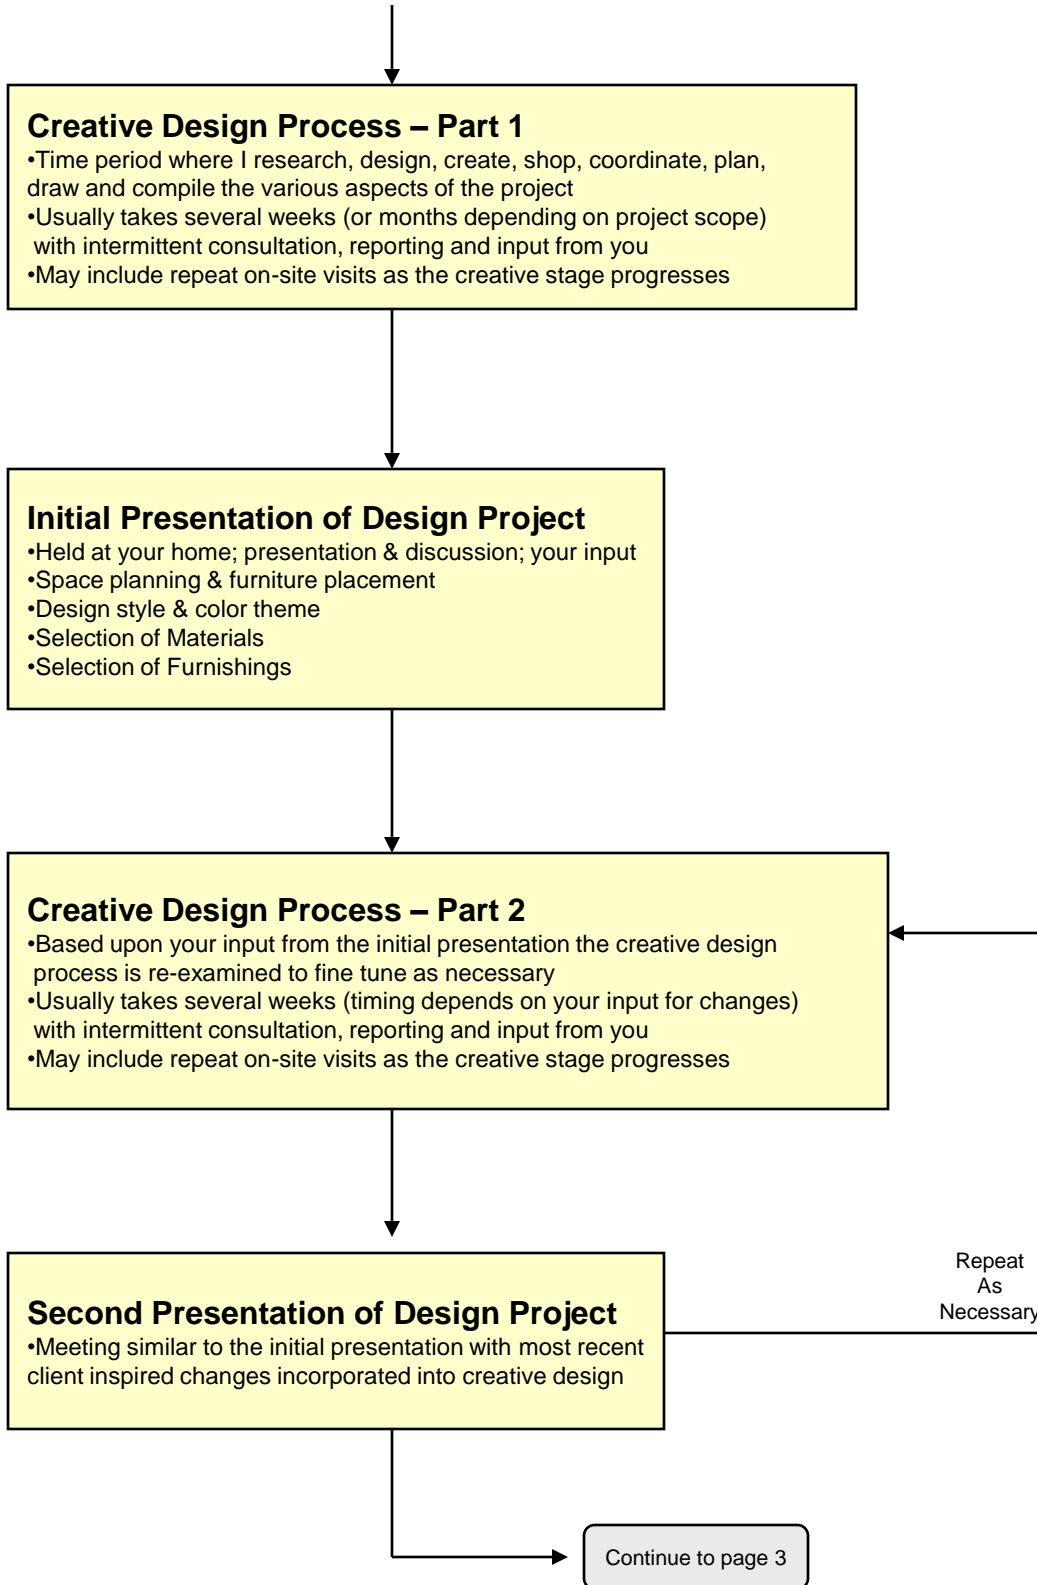 Creative Design Process – Part 1
•Time period where I research, design, create, shop, coordinate, plan,
draw and compile the various aspects of the project
•Usually takes several weeks (or months depending on project scope)
with intermittent consultation, reporting and input from you
•May include repeat on-site visits as the creative stage progresses
Initial Presentation of Design Project
•Held at your home; presentation & discussion; your input
•Space planning & furniture placement
•Design style & color theme
•Selection of Materials
•Selection of Furnishings
Creative Design Process – Part 2
•Based upon your input from the initial presentation the creative design
process is re-examined to fine tune as necessary
•Usually takes several weeks (timing depends on your input for changes)
with intermittent consultation, reporting and input from you
•May include repeat on-site visits as the creative stage progresses
Repeat
As
Necessary
Second Presentation of Design Project
•Meeting similar to the initial presentation with most recent
client inspired changes incorporated into creative design
Continue to page 3